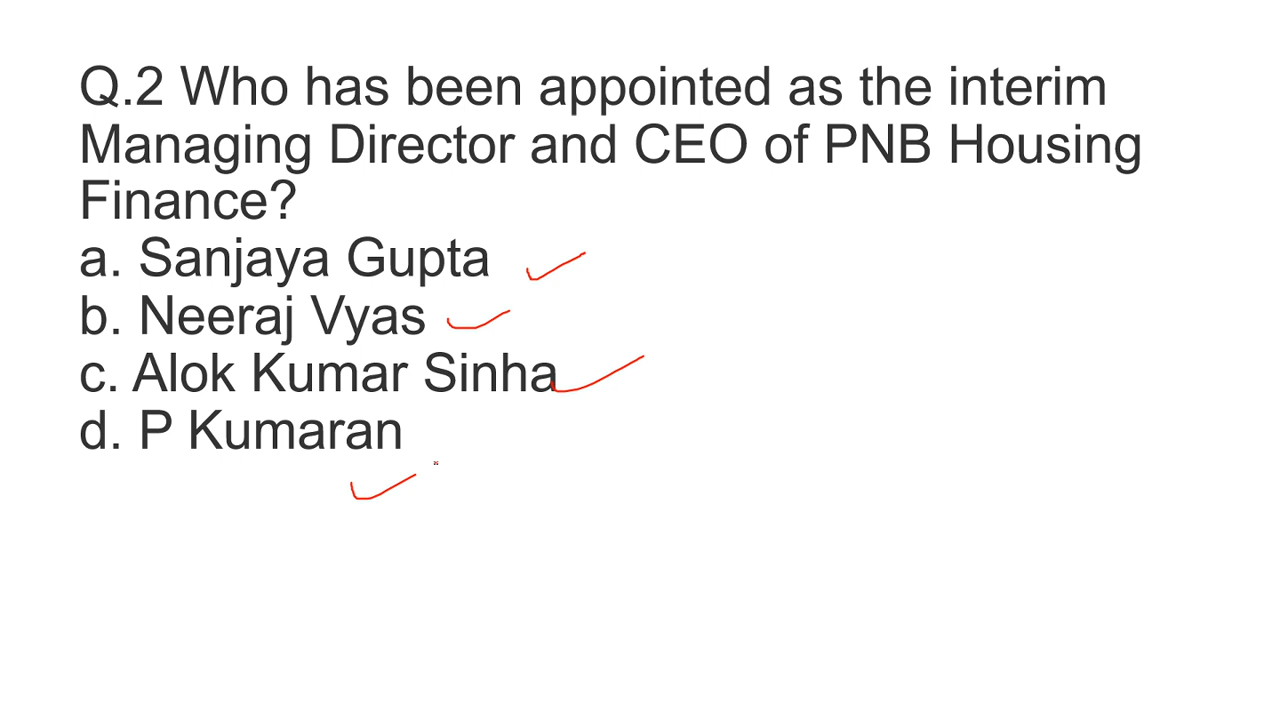 Q.2 Who has been appointed as the interim
Managing Director and CEO of PNB Housing
Finance?
a. Sanjaya Gupta
b. Neeraj Vyas
c. Alok Kumar Sinha
d. P Kumaran